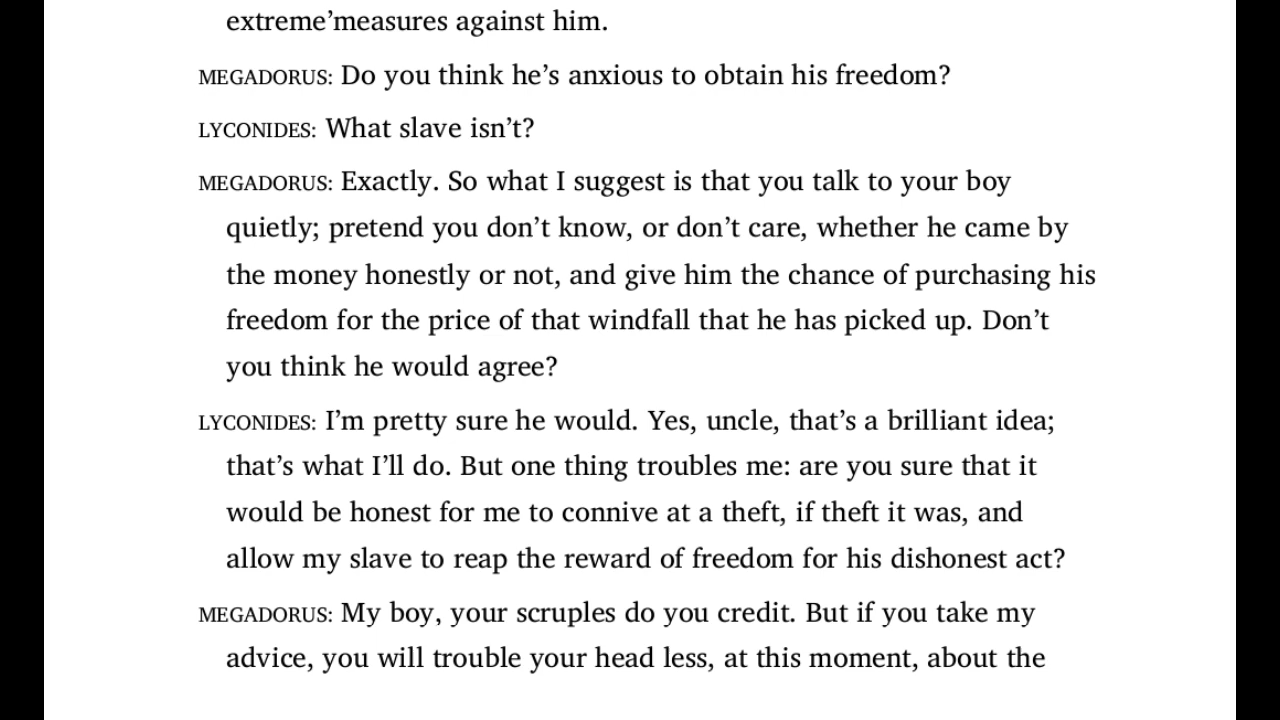 extreme’measures against him.
MEGADORUS: Do you think he’s anxious to obtain his freedom?
LYCONIDES: What slave isn’t?
MEGADORUS: Exactly. So what I suggest is that you talk to your boy
quietly; pretend you don’t know, or don’t care, whether he came by
the money honestly or not, and give him the chance of purchasing his
freedom for the price of that windfall that he has picked up. Don’t
you think he would agree?
LYCONIDES: I’m pretty sure he would. Yes, uncle, that’s a brilliant idea;
that’s what I’ll do. But one thing troubles me: are you sure that it
would be honest for me to connive at a theft, if theft it was, and
allow my slave to reap the reward of freedom for his dishonest act?
MEGADORUS: My boy, your scruples do you credit. But if you take my
advice, you will trouble your head less, at this moment, about the